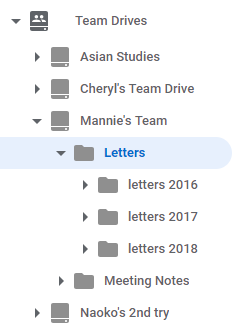 Team Drives
Asian Studies
Cheryl's Team Drive
Mannie's Team
Letters
letters 2016
letters 2017
letters 2018
Meeting Notes
Naoko's 2nd try